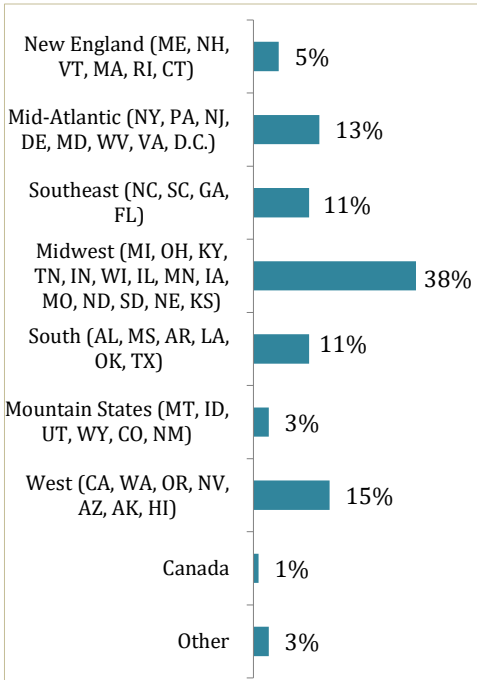 New England (ME, NH,
VT, MA, RI, CT)
5%
Mid-Atlantic (NY, PA, NJ,
DE, MD, WV, VA, D.C.)
13%
Southeast (NC, SC, GA,
FL)
11%
Midwest (MI, OH, KY,
TN, IN, WI, IL, MN, IA,
MO, ND, SD, NE, KS)
38%
South (AL, MS, AR, LA,
OK, TX)
11%
Mountain States (MT, ID,
UT, WY, CO, NM)
3%
West (CA, WA, OR, NV,
AZ, AK, HI)
15%
Canada
1%
Other
3%